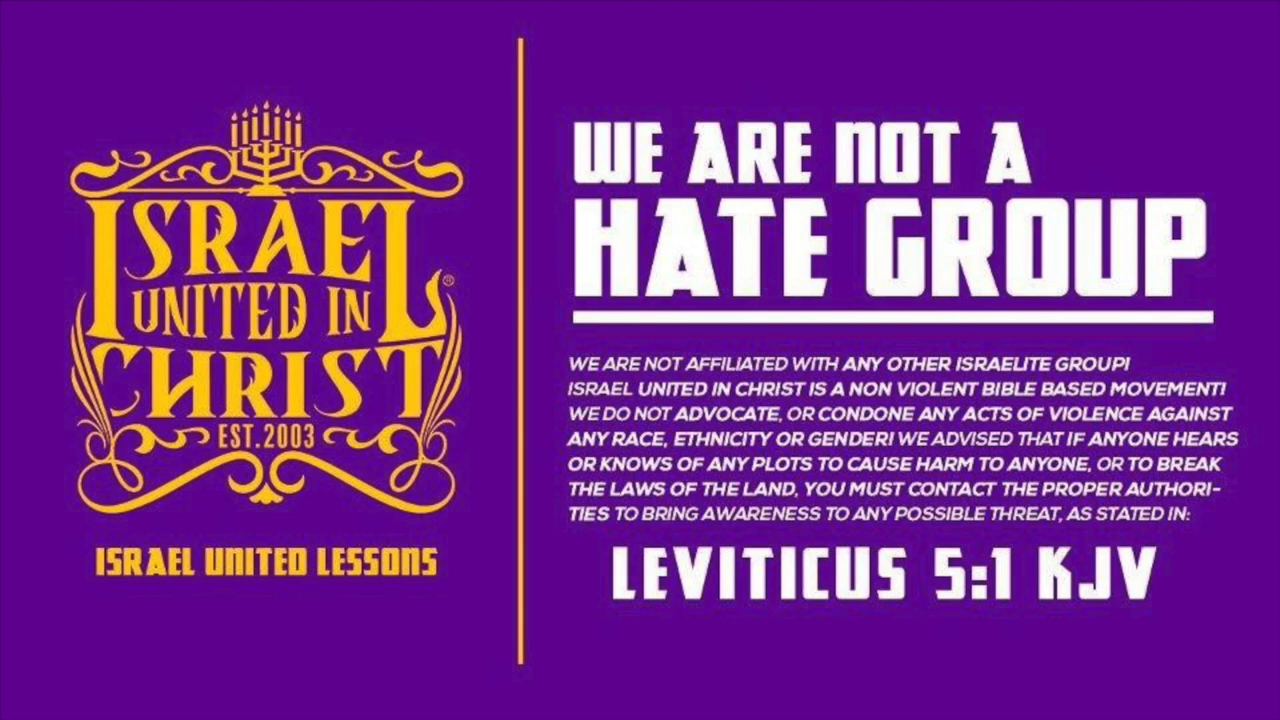 ISRAEL
UNITED IN
CHRIST
®
EST.2003
ISRAEL UNITED LESSONS
WE ARE NOT A
HATE GROUP
WE ARE NOT AFFILIATED WITH ANY OTHER ISRAELITE GROUP!
ISRAEL UNITED IN CHRIST IS A NON VIOLENT BIBLE BASED MOVEMENT!
WE DO NOT ADVOCATE, OR CONDONE ANY ACTS OF VIOLENCE AGAINST
ANY RACE, ETHNICITY OR GENDER! WE ADVISED THAT IF ANYONE HEARS
OR KNOWS OF ANY PLOTS TO CAUSE HARM TO ANYONE, OR TO BREAK
THE LAWS OF THE LAND, YOU MUST CONTACT THE PROPER AUTHORI-
TIES TO BRING AWARENESS TO ANY POSSIBLE THREAT, AS STATED IN:
LEVITICUS 5:1 KJV